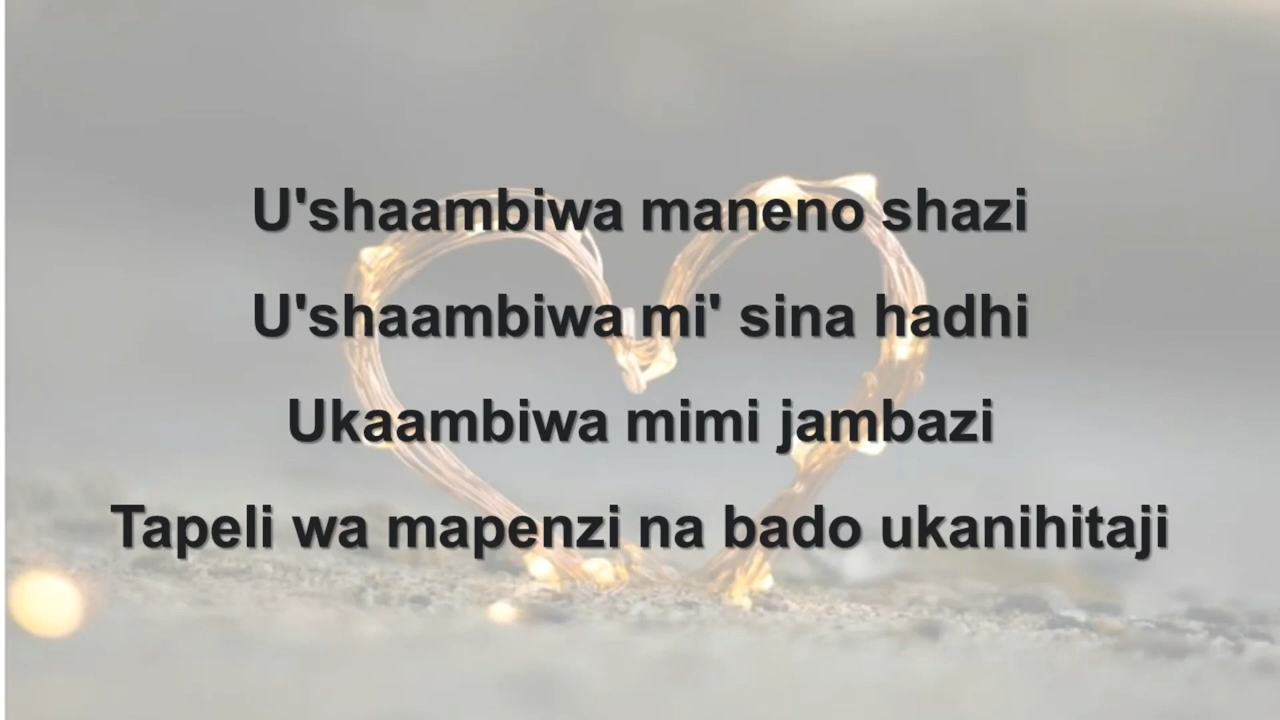 U'shaambiwa maneno shazi
U'shaambiwa mi' sina hadhi
Ukaambiwa mimi jambazi
Tapeli wa mapenzi na bado ukanihitaji